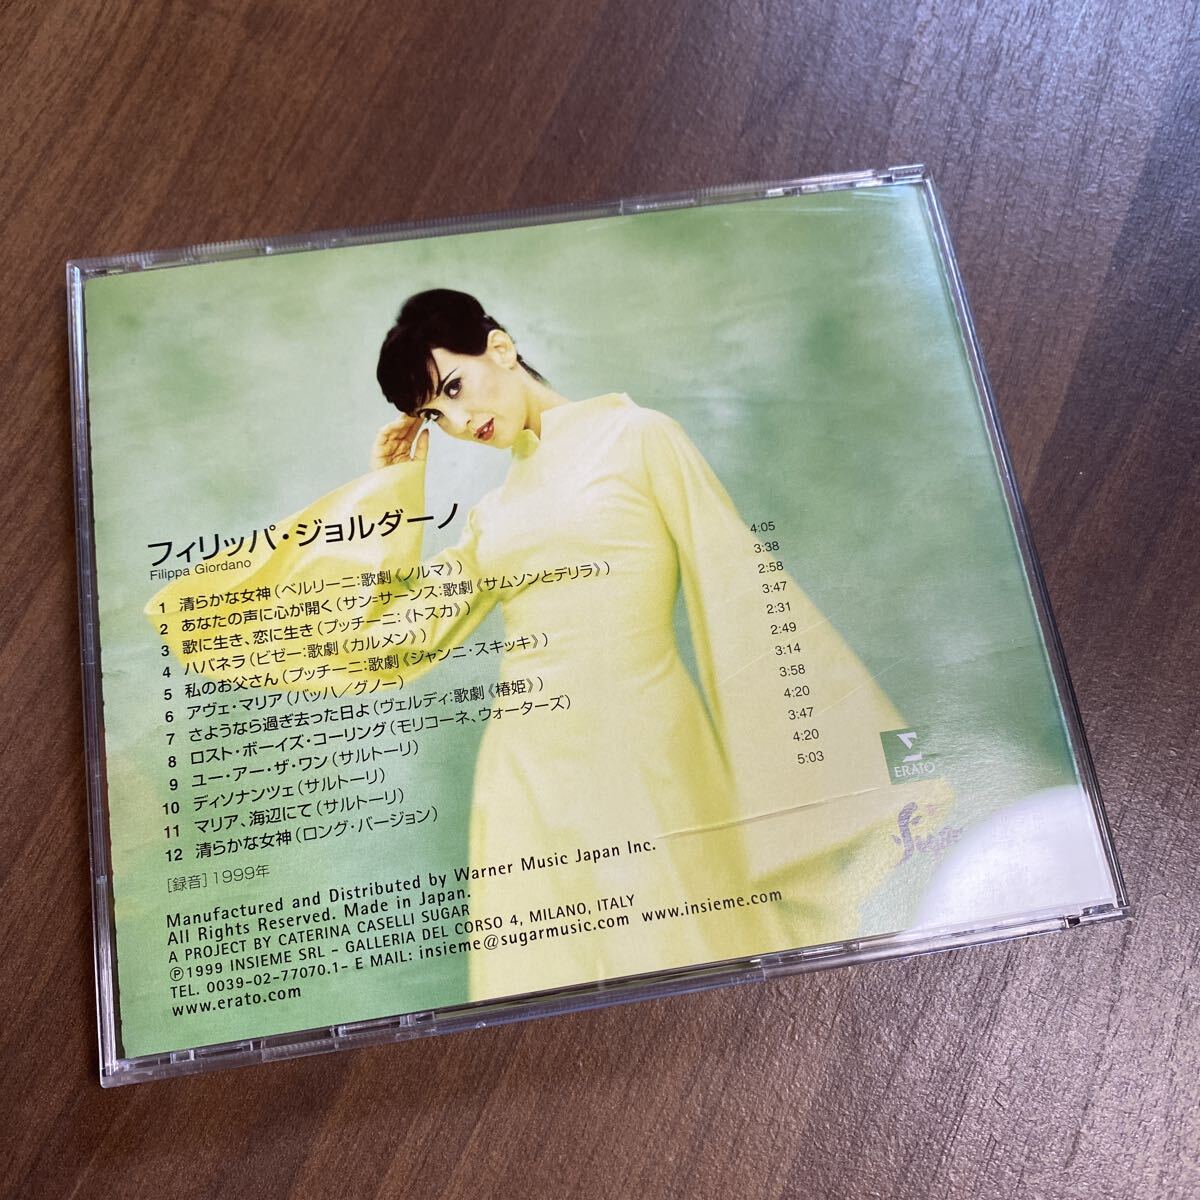 フィリッパ・ジョルダーノ
Filippa Giordano
1 清らかな女神（ベルリーニ：歌劇《ノルマ》） 4:05
2 あなたの声に心が開く（サン=サーンス：歌劇《サムソンとデリラ》） 3:38
3 歌に生き、恋に生き（プッチーニ：《トスカ》） 2:58
4 ハバネラ（ビゼー：歌劇《カルメン》） 3:47
5 私のお父さん（プッチーニ：歌劇《ジャンニ・スキッキ》） 2:31
6 アヴェ・マリア（バッハ／グノー） 2:49
7 さようなら過ぎ去った日よ（ヴェルディ：歌劇《椿姫》） 3:14
8 ロスト・ボーイズ・コーリング（モリコーネ、ウォーターズ） 3:58
9 ユー・アー・ザ・ワン（サルトーリ） 4:20
10 ディソナンツェ（サルトーリ） 3:47
11 マリア、海辺にて（サルトーリ） 4:20
12 清らかな女神（ロング・バージョン） 5:03
[録音]1999年
Manufactured and Distributed by Warner Music Japan Inc.
All Rights Reserved. Made in Japan.
A PROJECT BY CATERINA CASELLI SUGAR
℗1999 INSIEME SRL - GALLERIA DEL CORSO 4, MILANO, ITALY
TEL. 0039-02-77070.1- E MAIL: insieme@sugarmusic.com www.insieme.com
www.erato.com
ERATO
Sugar